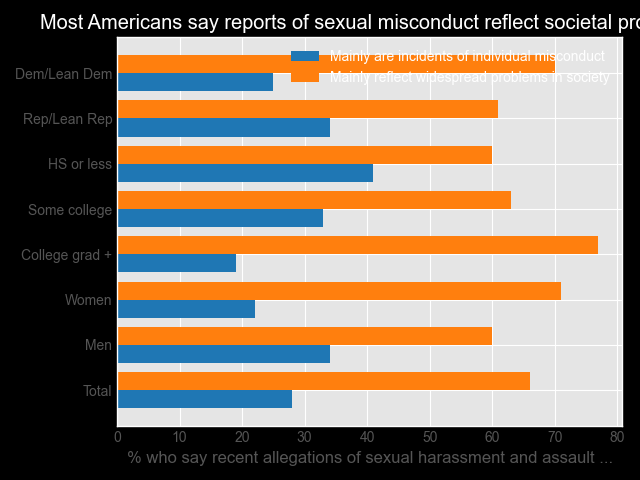 Most Americans say reports of sexual misconduct reflect societal pro
Mainly are incidents of individual misconduct
Mainly reflect widespread problems in society
Dem/Lean Dem
Rep/Lean Rep
HS or less
Some college
College grad +
Women
Men
Total
0 10 20 30 40 50 60 70 80
% who say recent allegations of sexual harassment and assault ...